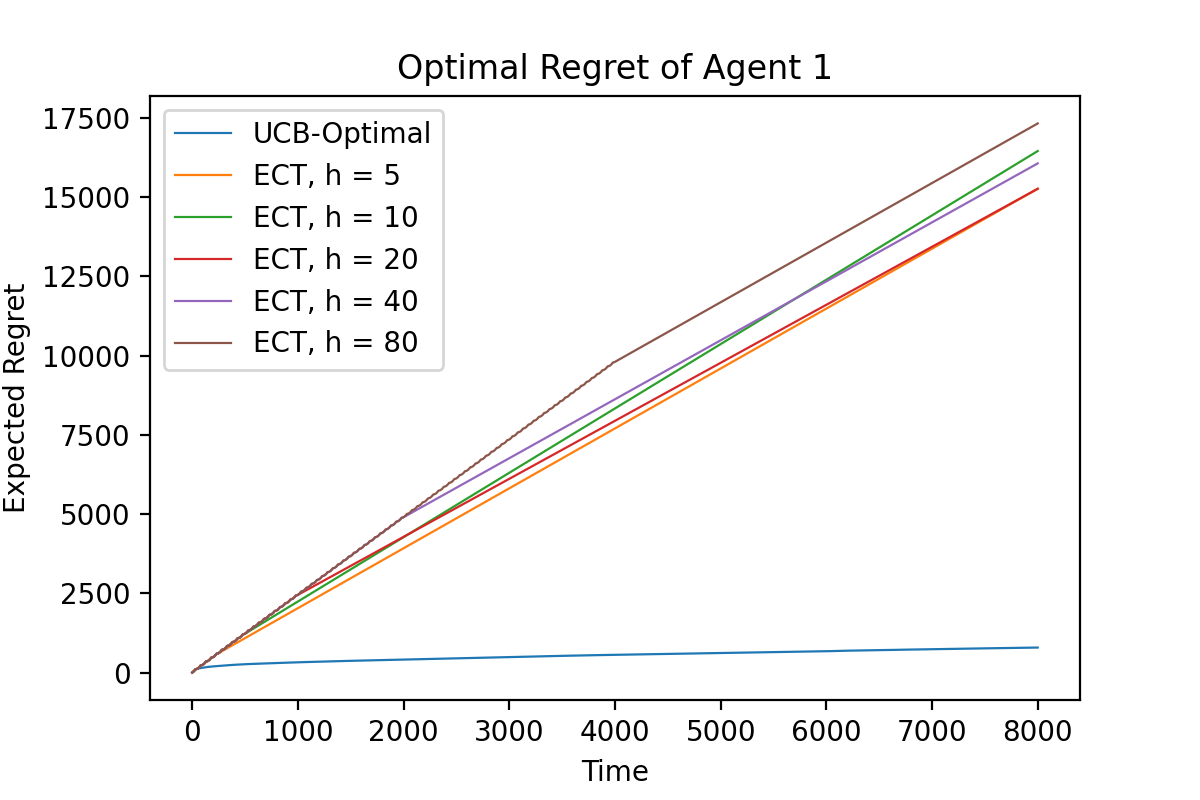 Optimal Regret of Agent 1
Expected Regret
17500
15000
12500
10000
7500
5000
2500
0
UCB-Optimal
ECT, h = 5
ECT, h = 10
ECT, h = 20
ECT, h = 40
ECT, h = 80
0 1000 2000 3000 4000 5000 6000 7000 8000
Time